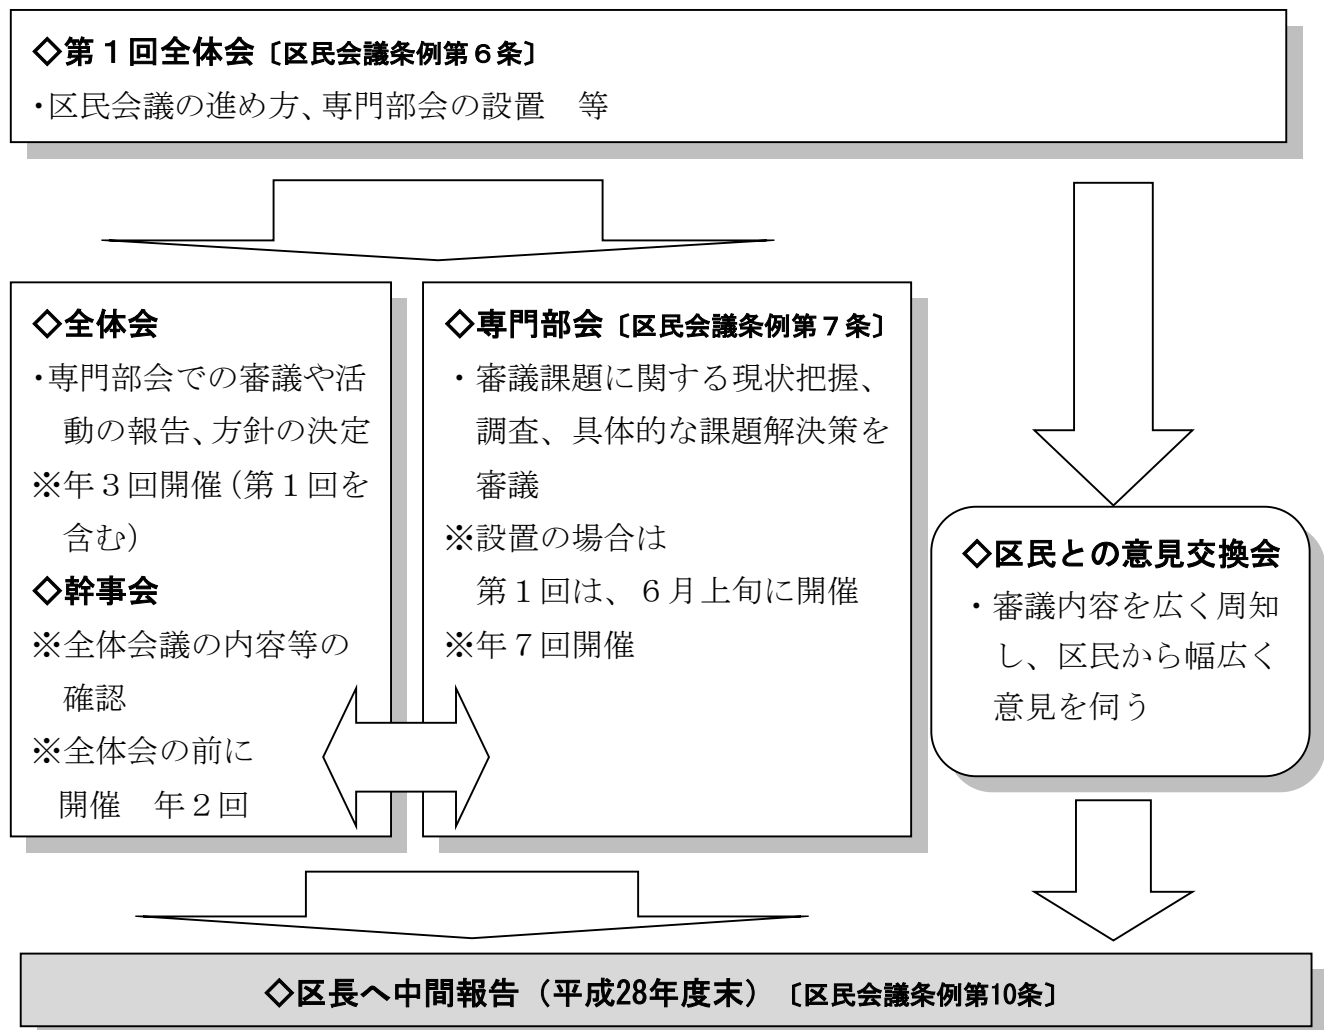 ◇第１回全体会〔区民会議条例第６条〕
・区民会議の進め方、専門部会の設置　等
◇全体会
・専門部会での審議や活
動の報告、方針の決定
※年３回開催（第１回を
含む）
◇幹事会
※全体会議の内容等の
確認
※全体会の前に
開催　年２回
◇専門部会〔区民会議条例第７条〕
・審議課題に関する現状把握、
調査、具体的な課題解決策を
審議
※設置の場合は
第１回は、６月上旬に開催
※年７回開催
◇区民との意見交換会
・審議内容を広く周知
し、区民から幅広く
意見を伺う
◇区長へ中間報告（平成28年度末）〔区民会議条例第10条〕